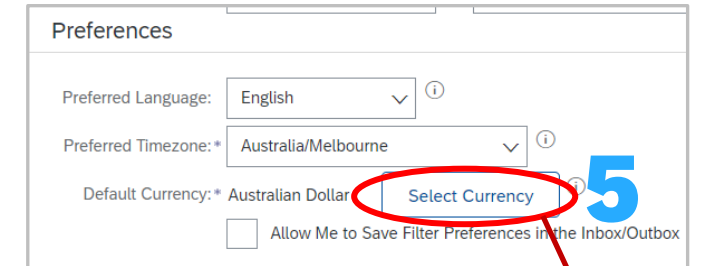 Preferences
Preferred Language: English
Preferred Timezone:* Australia/Melbourne
Default Currency:* Australian Dollar Select Currency 5
Allow Me to Save Filter Preferences in the Inbox/Outbox